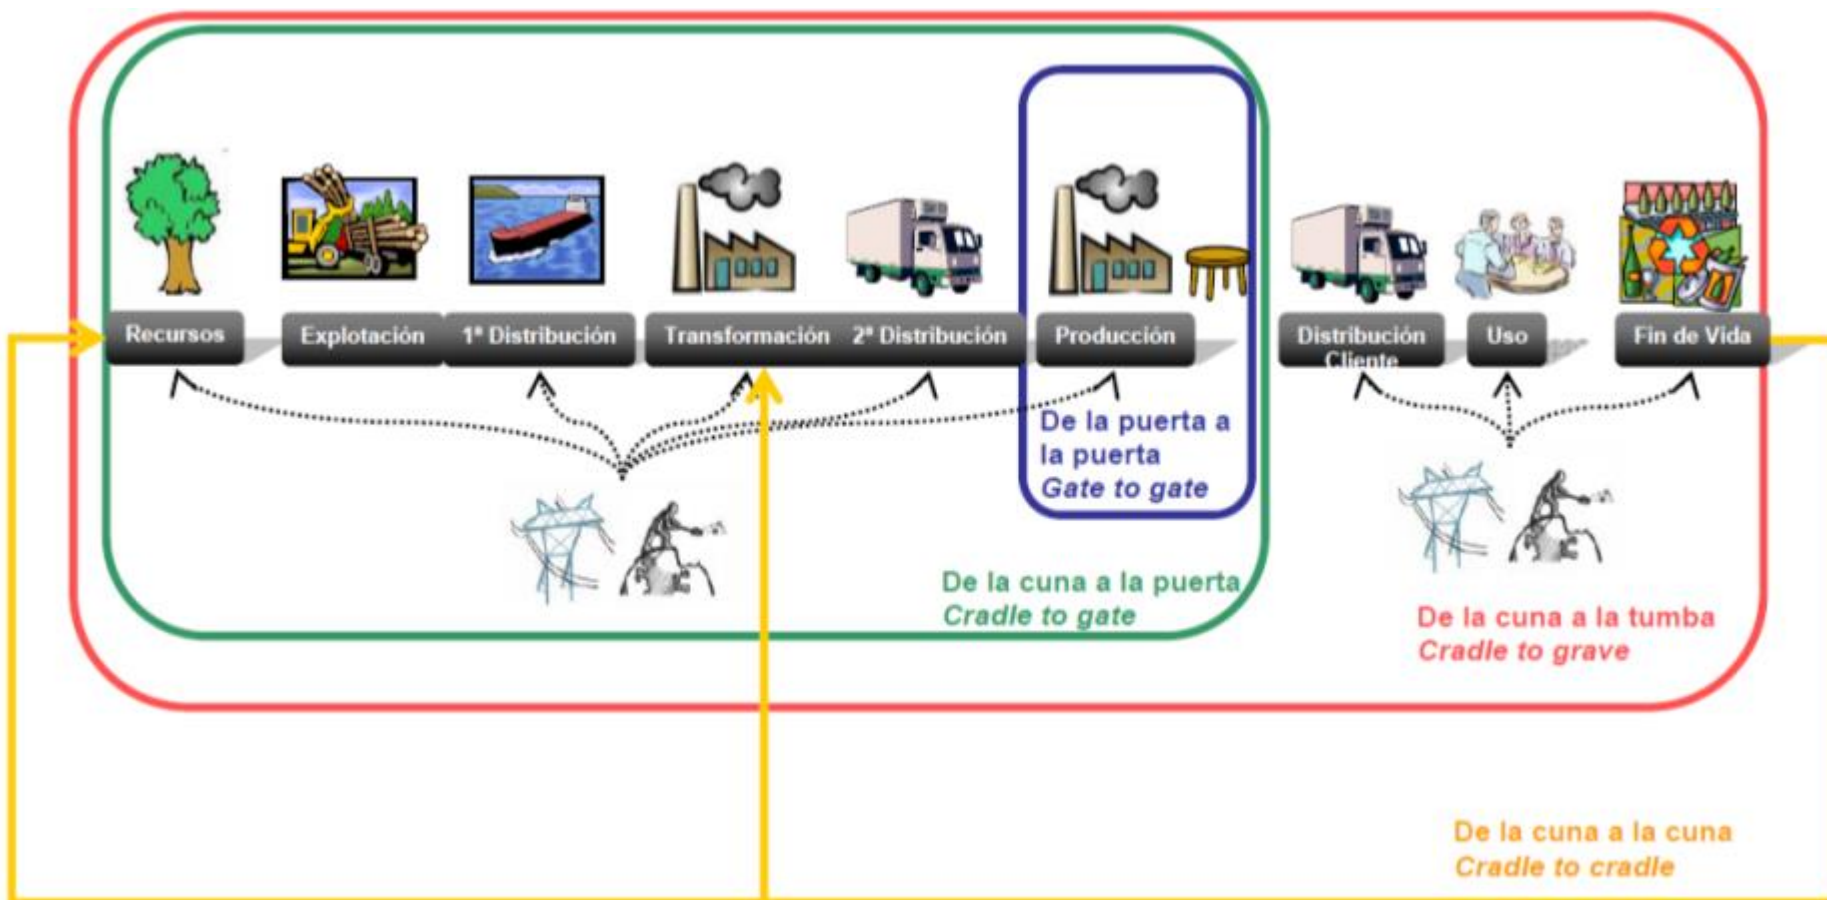 Recursos
Explotación
1ª Distribución
Transformación
2ª Distribución
Producción
Distribución
Cliente
Uso
Fin de Vida
De la puerta a
la puerta
Gate to gate
De la cuna a la puerta
Cradle to gate
De la cuna a la tumba
Cradle to grave
De la cuna a la cuna
Cradle to cradle